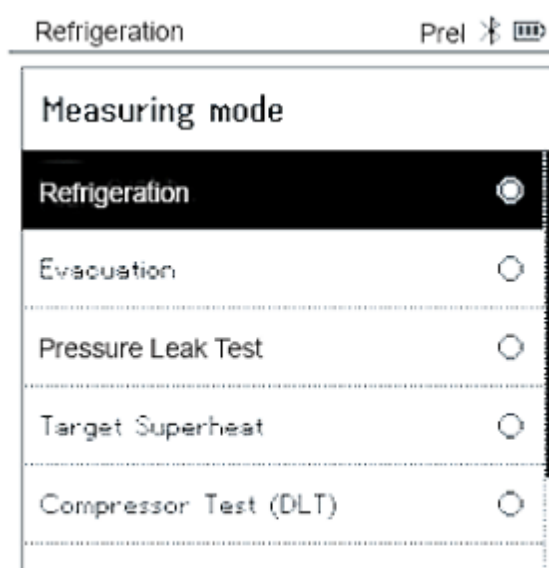 Refrigeration Prel
Measuring mode
Refrigeration
Evacuation
Pressure Leak Test
Target Superheat
Compressor Test (DLT)